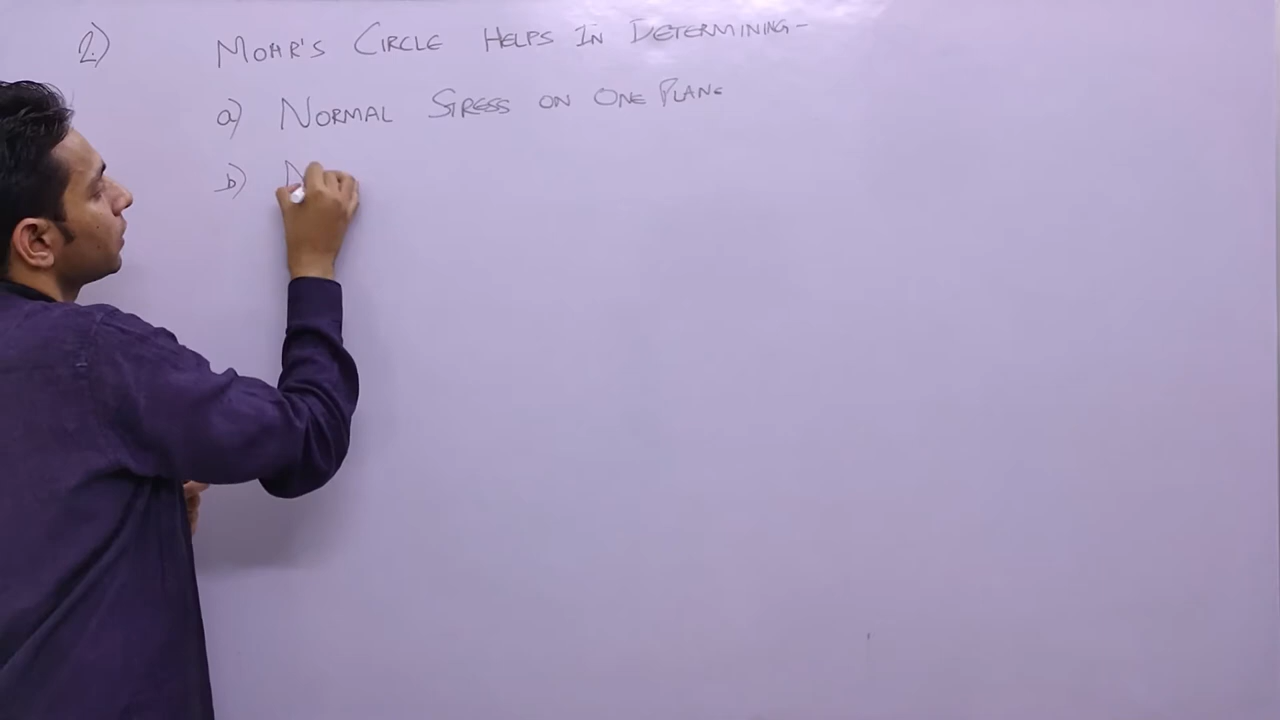 2.) MOHR'S CIRCLE HELPS IN DETERMINING-
a) NORMAL STRESS ON ONE PLANE
b) N